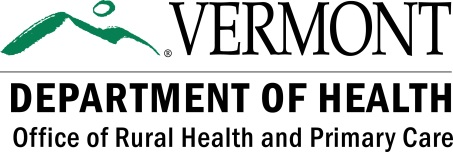 ® VERMONT
DEPARTMENT OF HEALTH
Office of Rural Health and Primary Care